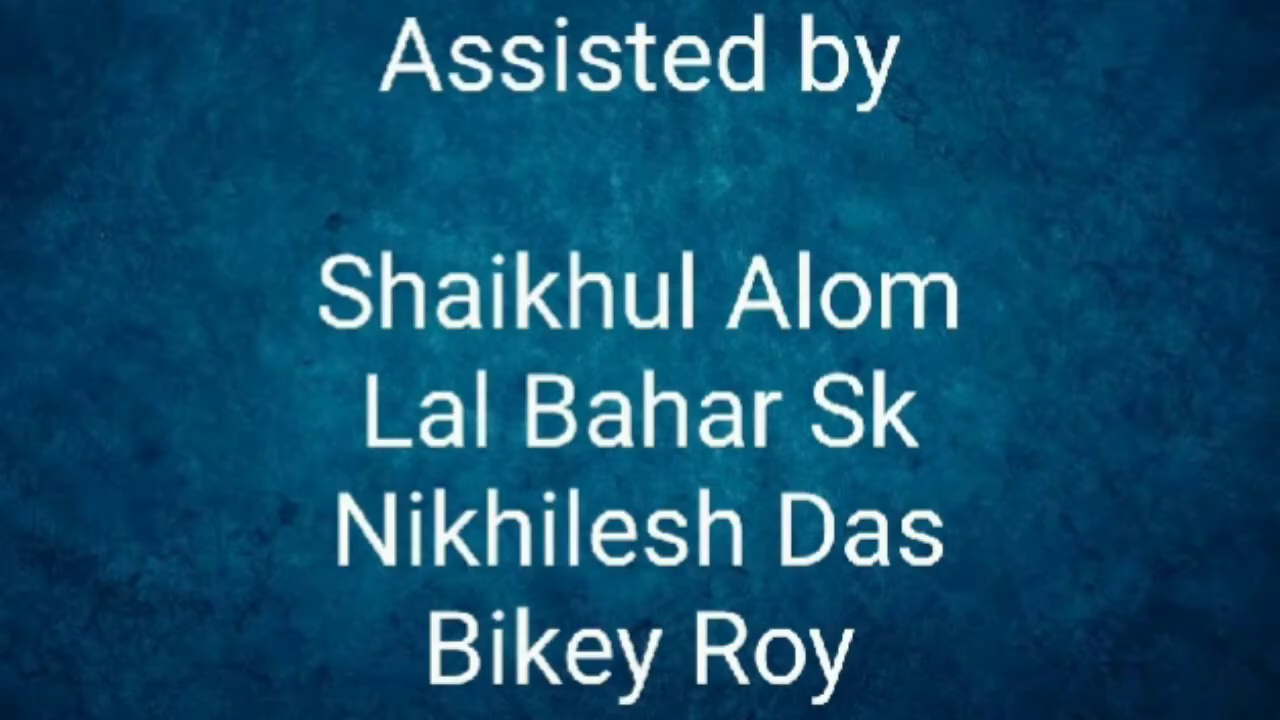 Assisted by
Shaikhul Alom
Lal Bahar Sk
Nikhilesh Das
Bikey Roy